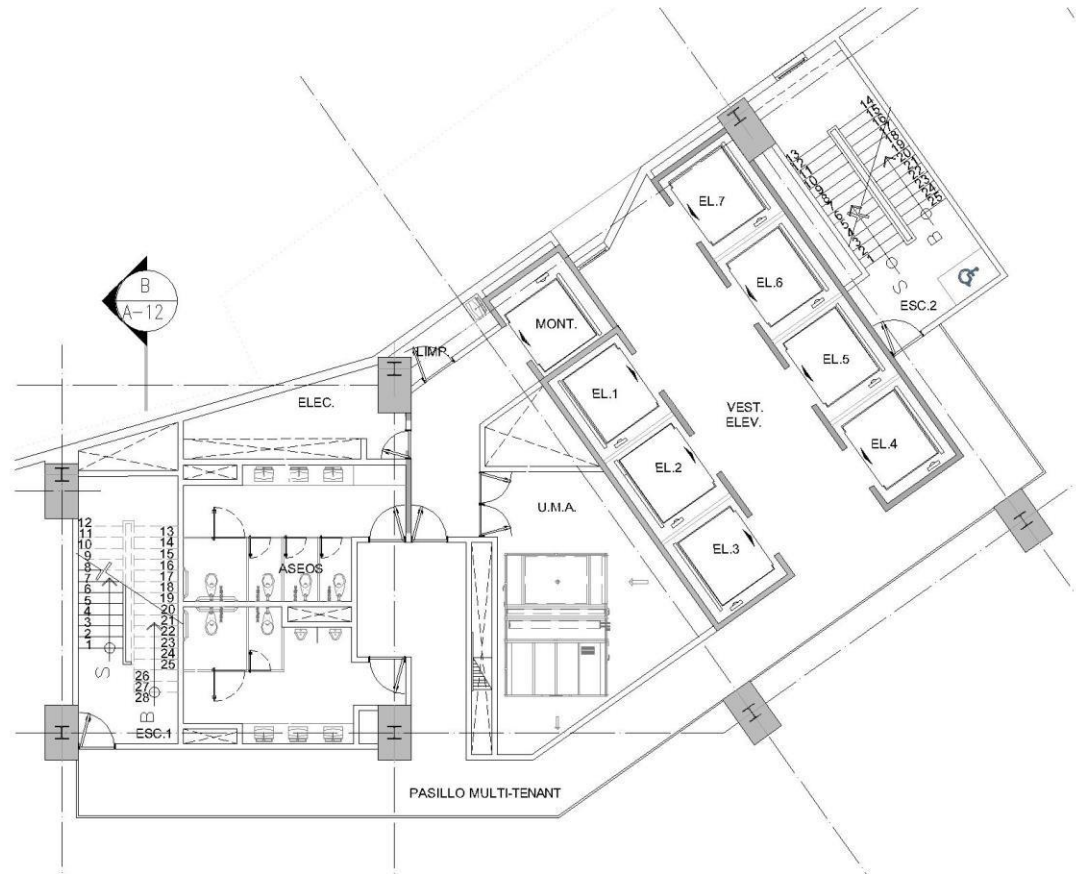 B
A-12
ELEC.
LIMP.
MONT.
EL.1
EL.2
EL.3
EL.7
EL.6
EL.5
EL.4
VEST.
ELEV.
U.M.A.
ASEOS
ESC.1
ESC.2
PASILLO MULTI-TENANT
12
11
10
9
8
7
6
5
4
3
2
1
13
14
15
16
17
18
19
20
21
22
23
24
25
26
27
28
S
B
S
B